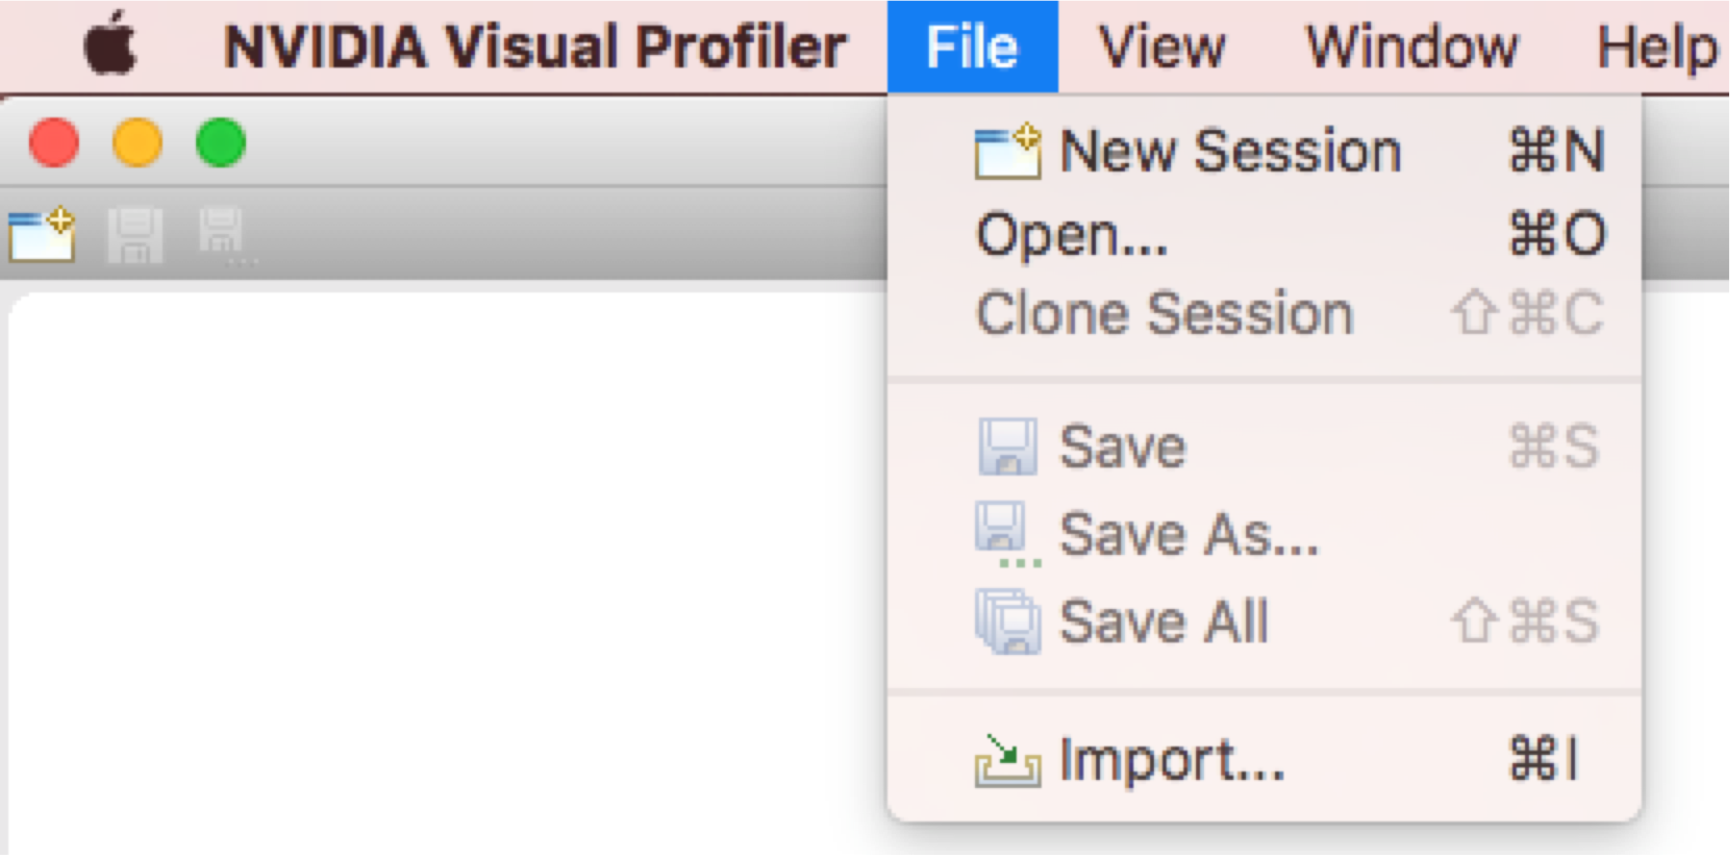 NVIDIA Visual Profiler File View Window Help
New Session ⌘N
Open... ⌘O
Clone Session ⇧⌘C
Save ⌘S
Save As...
Save All ⇧⌘S
Import... ⌘I